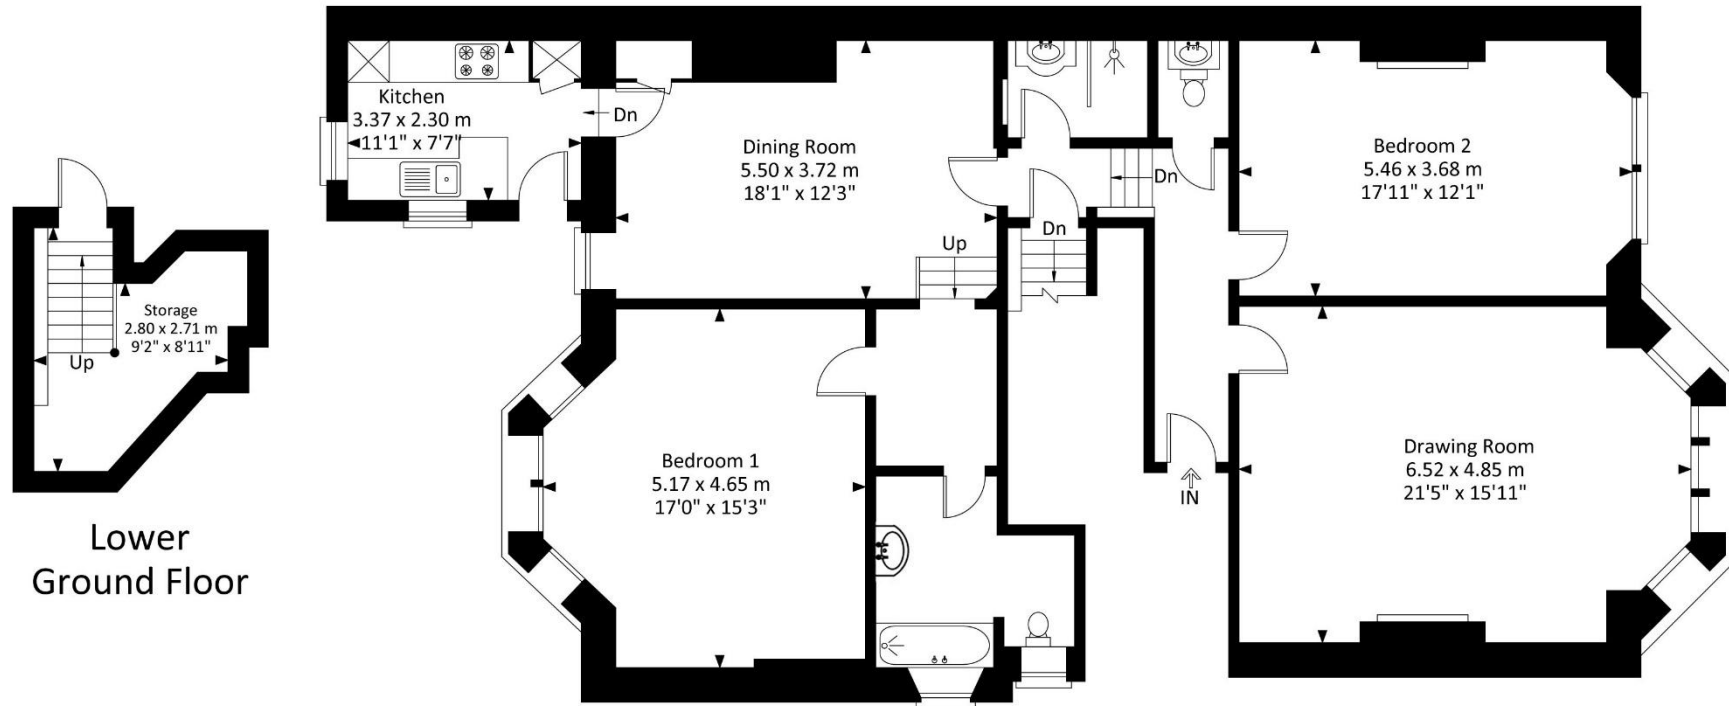 Kitchen
3.37 x 2.30 m
11'1" x 7'7"
Dn
Dining Room
5.50 x 3.72 m
18'1" x 12'3"
Up
Dn
Dn
Bedroom 2
5.46 x 3.68 m
17'11" x 12'1"
Storage
2.80 x 2.71 m
9'2" x 8'11"
Up
Lower
Ground Floor
Bedroom 1
5.17 x 4.65 m
17'0" x 15'3"
IN
Drawing Room
6.52 x 4.85 m
21'5" x 15'11"